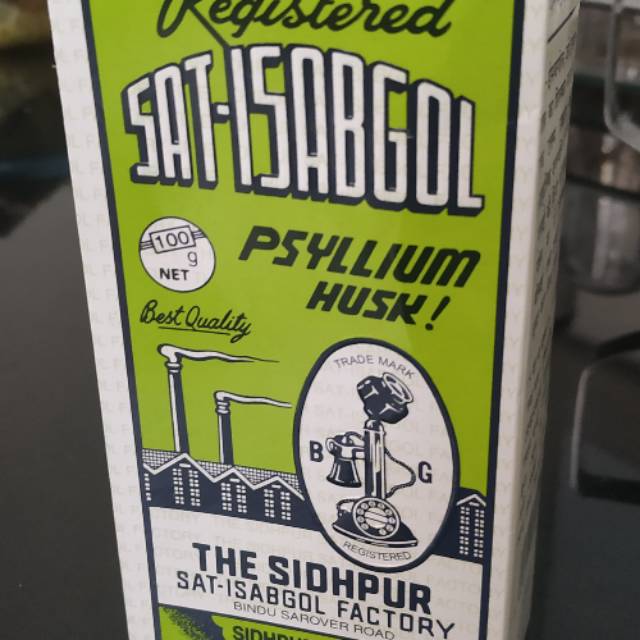 Registered
SAT-ISABGOL
100
g
NET
PSYLLIUM
HUSK!
Best Quality
TRADE MARK
B G
REGISTERED
THE SIDHPUR
SAT-ISABGOL FACTORY
BINDU SAROVER ROAD